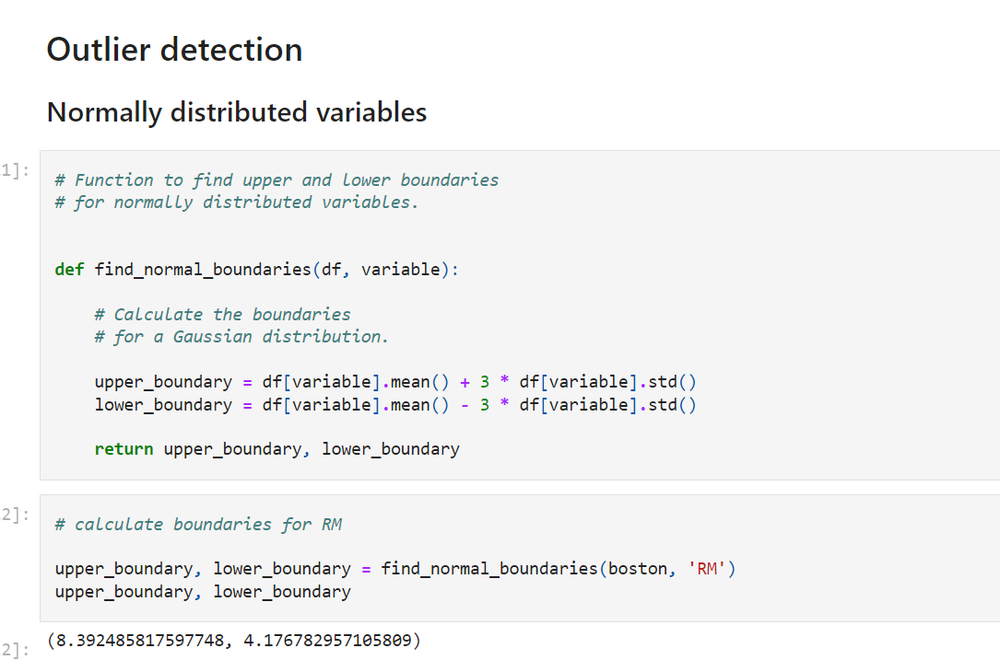 Outlier detection
Normally distributed variables
1]:
# Function to find upper and lower boundaries
# for normally distributed variables.
def find_normal_boundaries(df, variable):
# Calculate the boundaries
# for a Gaussian distribution.
upper_boundary = df[variable].mean() + 3 * df[variable].std()
lower_boundary = df[variable].mean() - 3 * df[variable].std()
return upper_boundary, lower_boundary
2]:
# calculate boundaries for RM
upper_boundary, lower_boundary = find_normal_boundaries(boston, 'RM')
upper_boundary, lower_boundary
2]:
(8.392485817597748, 4.176782957105809)